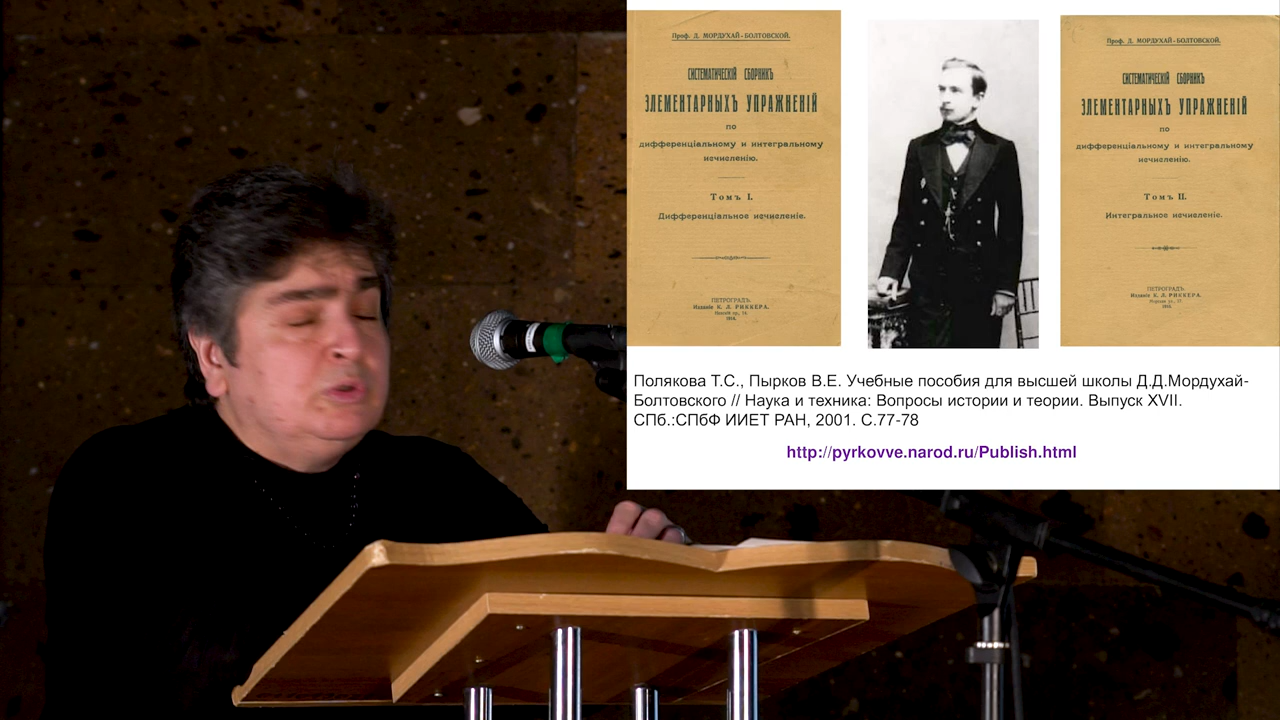 Проф. Д. МОРДУХАЙ-БОЛТОВСКОЙ.
СИСТЕМАТИЧЕСКІЙ СБОРНИКЪ
ЭЛЕМЕНТАРНЫХЪ УПРАЖНЕНІЙ
по
дифференціальному и интегральному
исчисленію.
Томъ I.
Дифференціальное исчисленіе.
ПЕТРОГРАДЪ.
Изданіе К. Л. РИККЕРА.
Проф. Д. МОРДУХАЙ-БОЛТОВСКОЙ.
СИСТЕМАТИЧЕСКІЙ СБОРНИКЪ
ЭЛЕМЕНТАРНЫХЪ УПРАЖНЕНІЙ
по
дифференціальному и интегральному
исчисленію.
Томъ II.
Интегральное исчисленіе.
ПЕТРОГРАДЪ.
Изданіе К. Л. РИККЕРА.
Полякова Т.С., Пырков В.Е. Учебные пособия для высшей школы Д.Д.Мордухай-
Болтовского // Наука и техника: Вопросы истории и теории. Выпуск XVII.
СПб.:СПбФ ИИЕТ РАН, 2001. С.77-78
http://pyrkovve.narod.ru/Publish.html